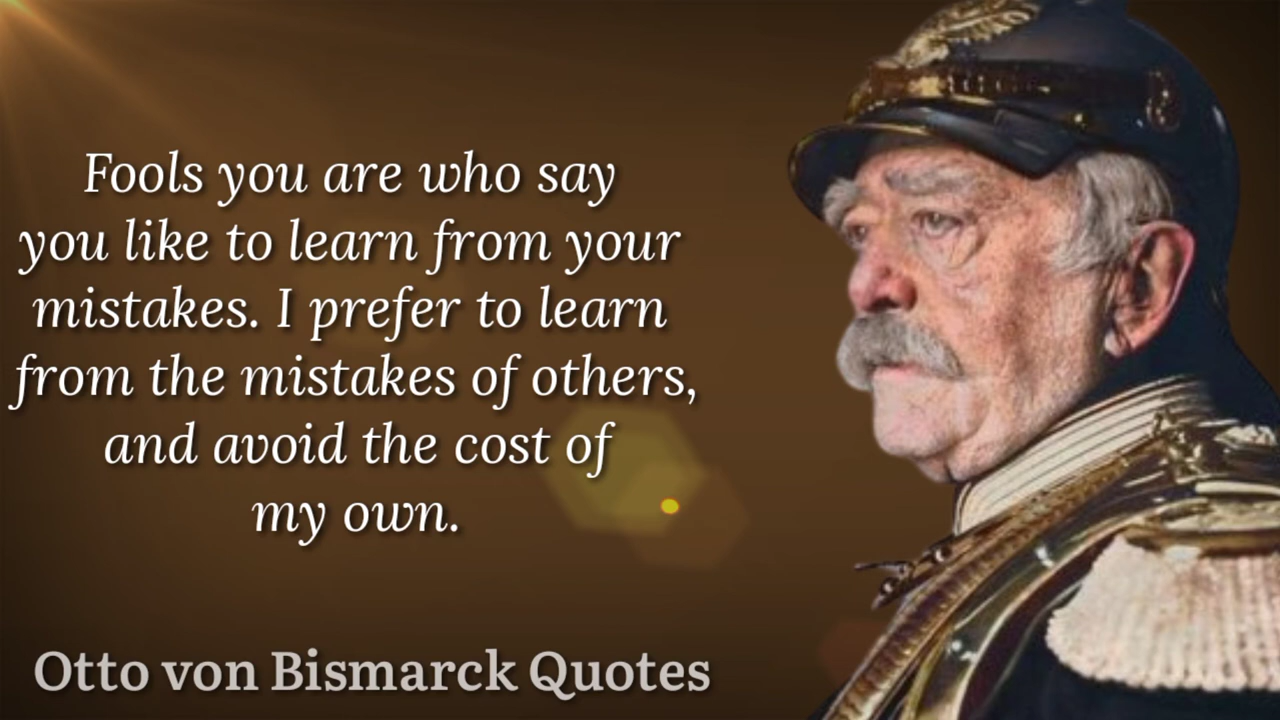 Fools you are who say
you like to learn from your
mistakes. I prefer to learn
from the mistakes of others,
and avoid the cost of
my own.
Otto von Bismarck Quotes